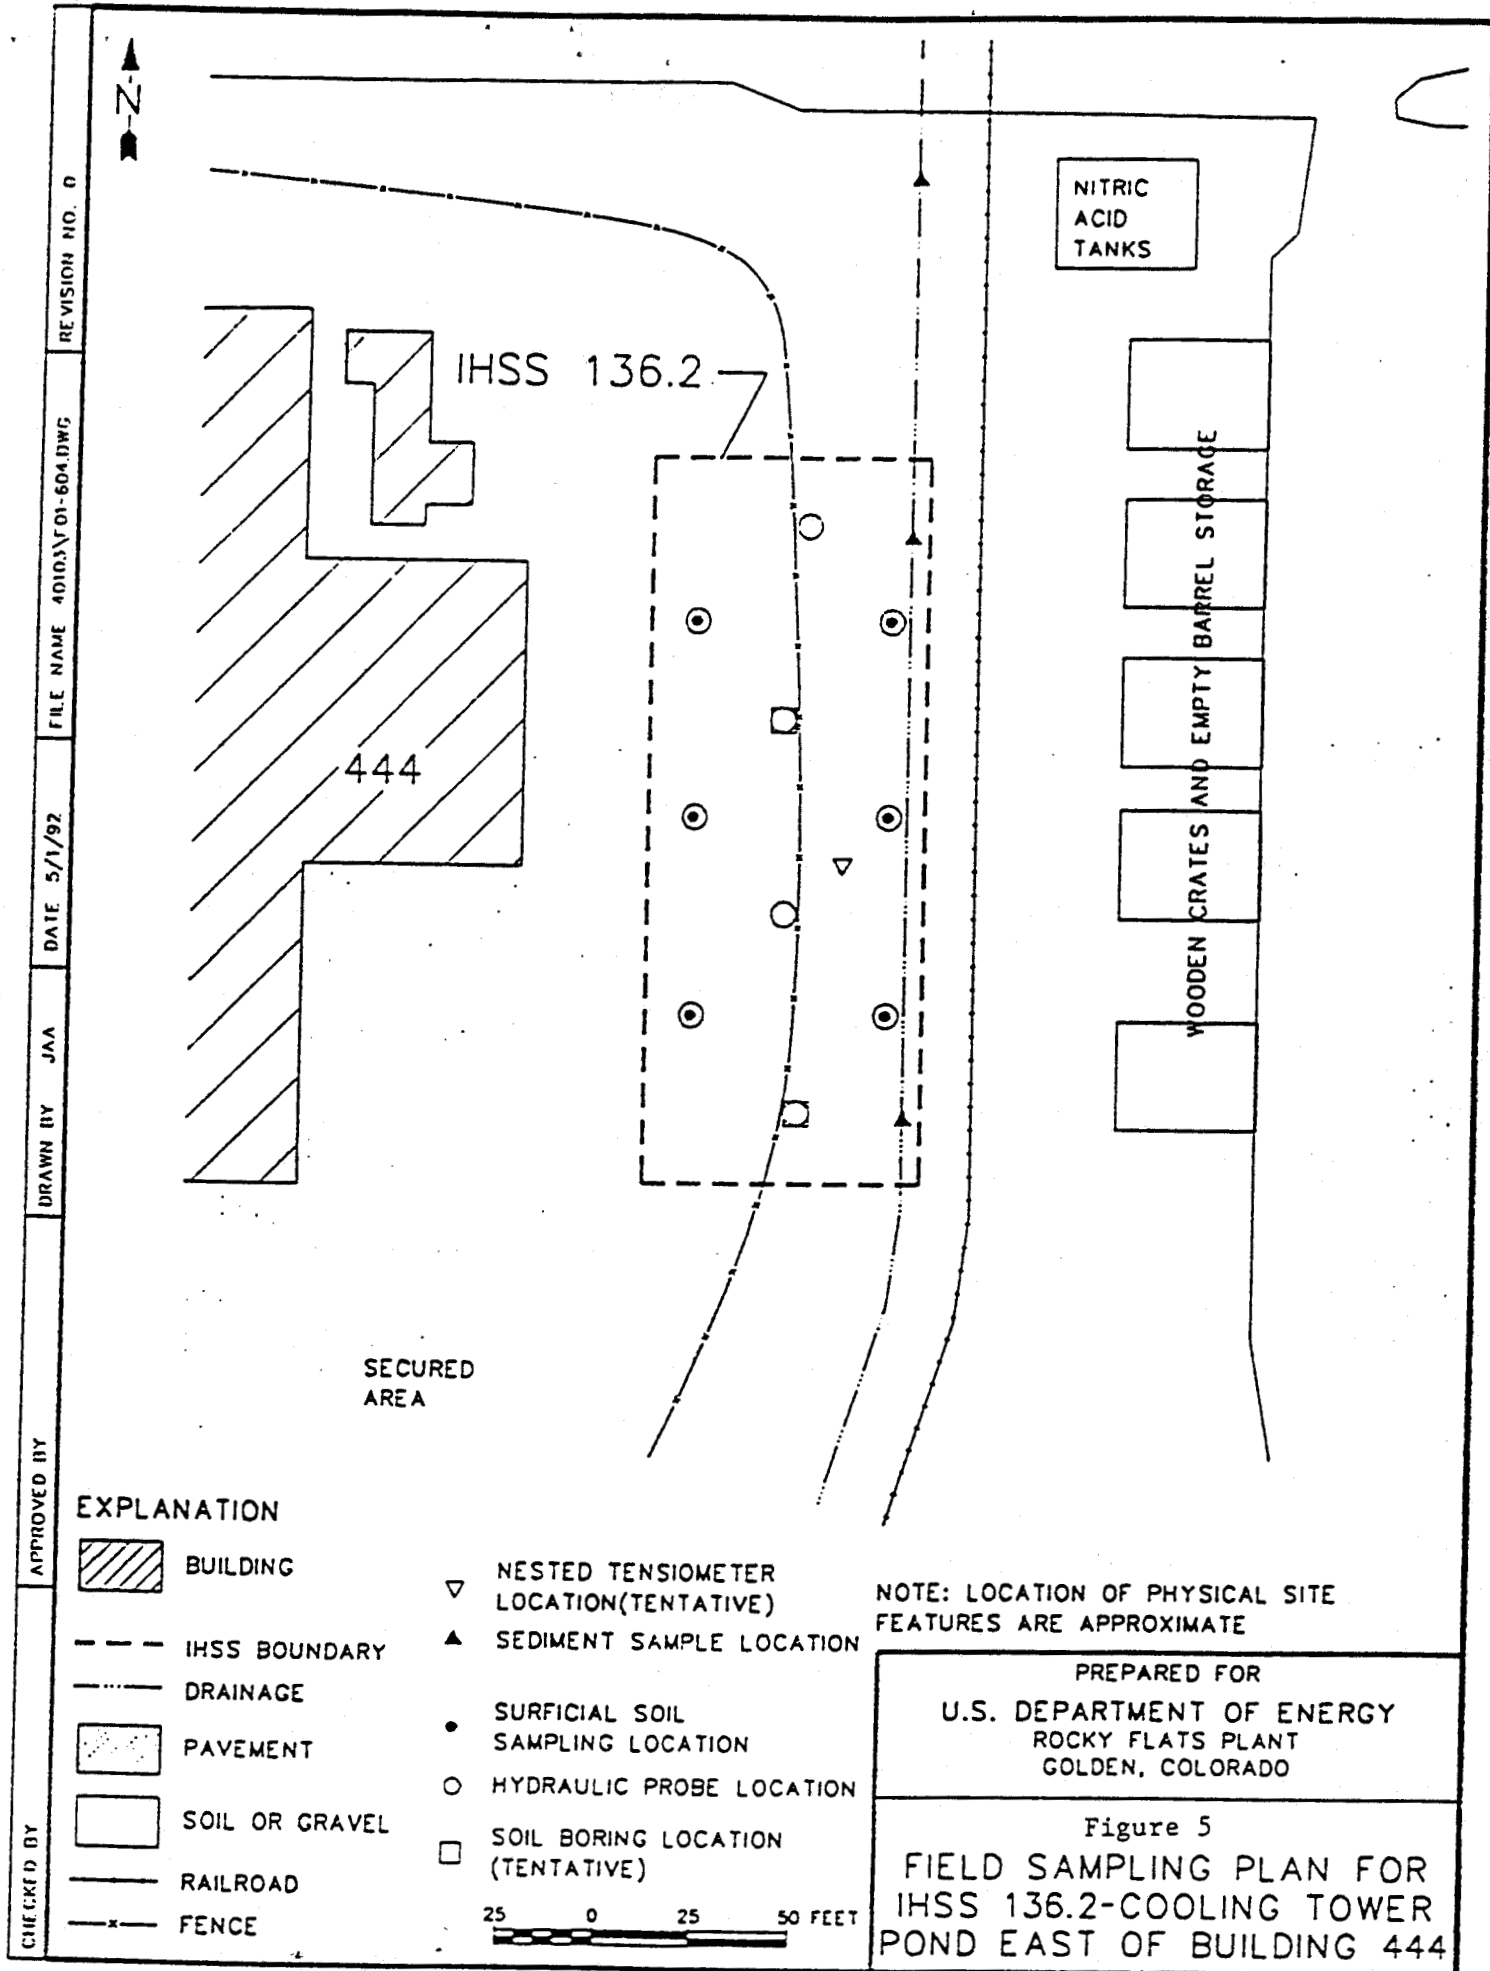 N
NITRIC
ACID
TANKS
IHSS 136.2
444
WOODEN CRATES AND EMPTY BARREL STORAGE
SECURED
AREA
REVISION NO. 0
FILE NAME 4010.3\F01-604.DWG
DATE 5/1/92
DRAWN BY JAA
APPROVED BY
CHECKED BY
EXPLANATION
BUILDING
IHSS BOUNDARY
DRAINAGE
PAVEMENT
SOIL OR GRAVEL
RAILROAD
FENCE
NESTED TENSIOMETER
LOCATION(TENTATIVE)
SEDIMENT SAMPLE LOCATION
SURFICIAL SOIL
SAMPLING LOCATION
HYDRAULIC PROBE LOCATION
SOIL BORING LOCATION
(TENTATIVE)
25 0 25 50 FEET
NOTE: LOCATION OF PHYSICAL SITE
FEATURES ARE APPROXIMATE
PREPARED FOR
U.S. DEPARTMENT OF ENERGY
ROCKY FLATS PLANT
GOLDEN, COLORADO
Figure 5
FIELD SAMPLING PLAN FOR
IHSS 136.2-COOLING TOWER
POND EAST OF BUILDING 444